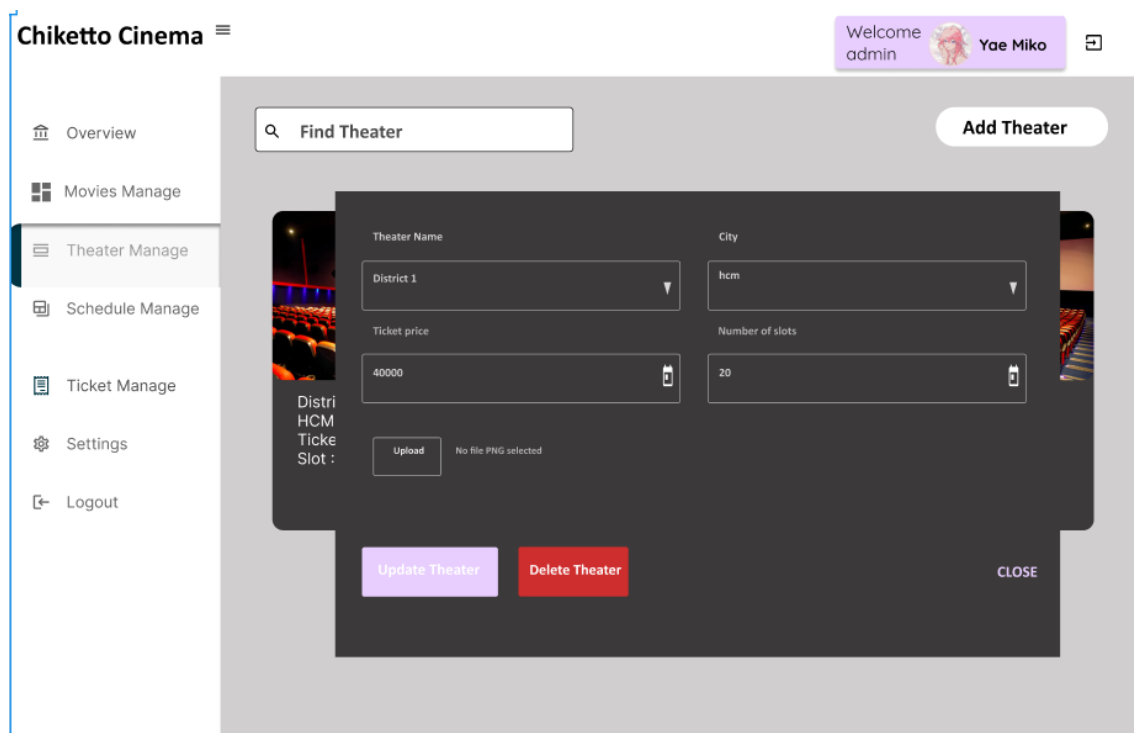 Chiketto Cinema
Welcome
admin
Yae Miko
Overview
Movies Manage
Theater Manage
Schedule Manage
Ticket Manage
Settings
Logout
Find Theater
Add Theater
Theater Name
City
District 1
hcm
Ticket price
Number of slots
40000
20
Distri
HCM
Ticke
Slot :
Upload
No file PNG selected
Update Theater
Delete Theater
CLOSE